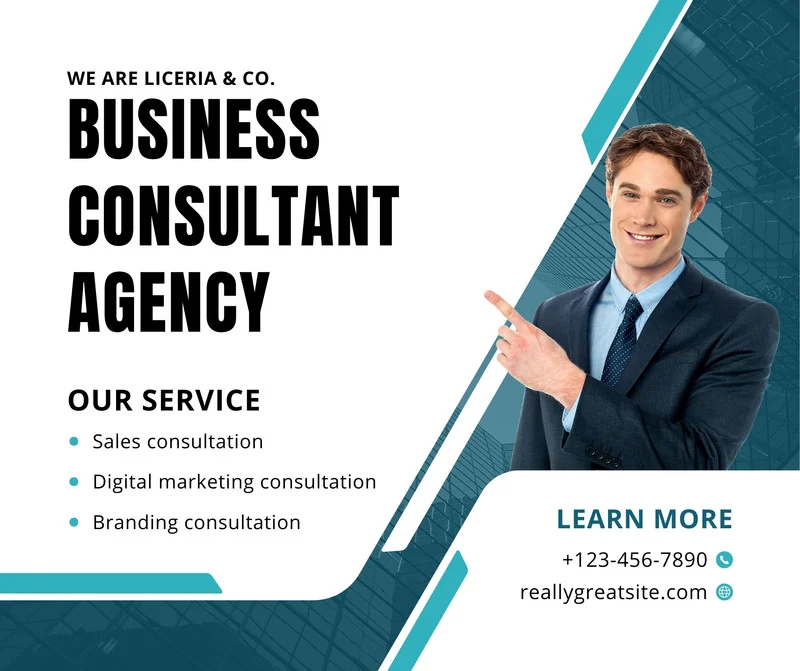 WE ARE LICERIA & CO.
BUSINESS
CONSULTANT
AGENCY
OUR SERVICE
Sales consultation
Digital marketing consultation
Branding consultation
LEARN MORE
+123-456-7890
reallygreatsite.com